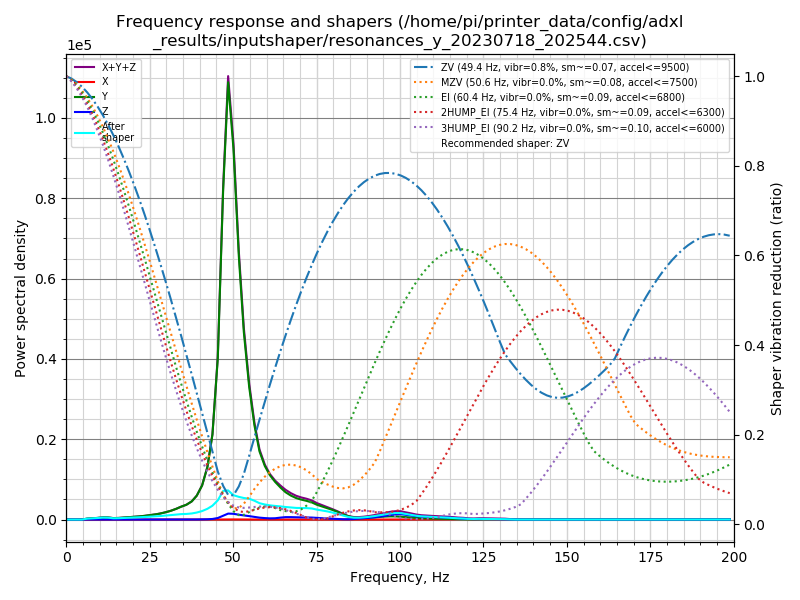 Frequency response and shapers (/home/pi/printer_data/config/adxl
_results/inputshaper/resonances_y_20230718_202544.csv)
1e5
X+Y+Z
X
Y
Z
After
shaper
ZV (49.4 Hz, vibr=0.8%, sm~=0.07, accel<=9500)
MZV (50.6 Hz, vibr=0.0%, sm~=0.08, accel<=7500)
EI (60.4 Hz, vibr=0.0%, sm~=0.09, accel<=6800)
2HUMP_EI (75.4 Hz, vibr=0.0%, sm~=0.09, accel<=6300)
3HUMP_EI (90.2 Hz, vibr=0.0%, sm~=0.10, accel<=6000)
Recommended shaper: ZV
Power spectral density
1.0
0.8
0.6
0.4
0.2
0.0
Shaper vibration reduction (ratio)
1.0
0.8
0.6
0.4
0.2
0.0
0 25 50 75 100 125 150 175 200
Frequency, Hz